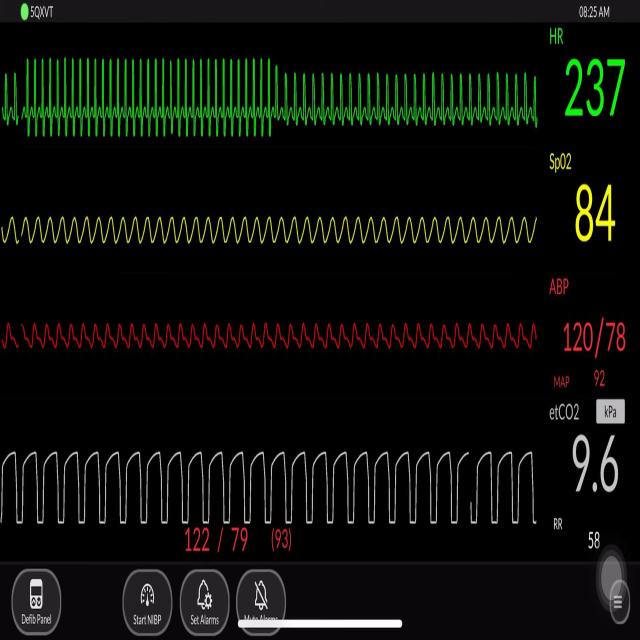 5QXVT
08:25 AM
HR
237
SpO2
84
ABP
120/78
MAP 92
etCO2 kPa
9.6
RR
58
122 / 79 (93)
Defib Panel
Start NIBP
Set Alarms
Mute Alarms